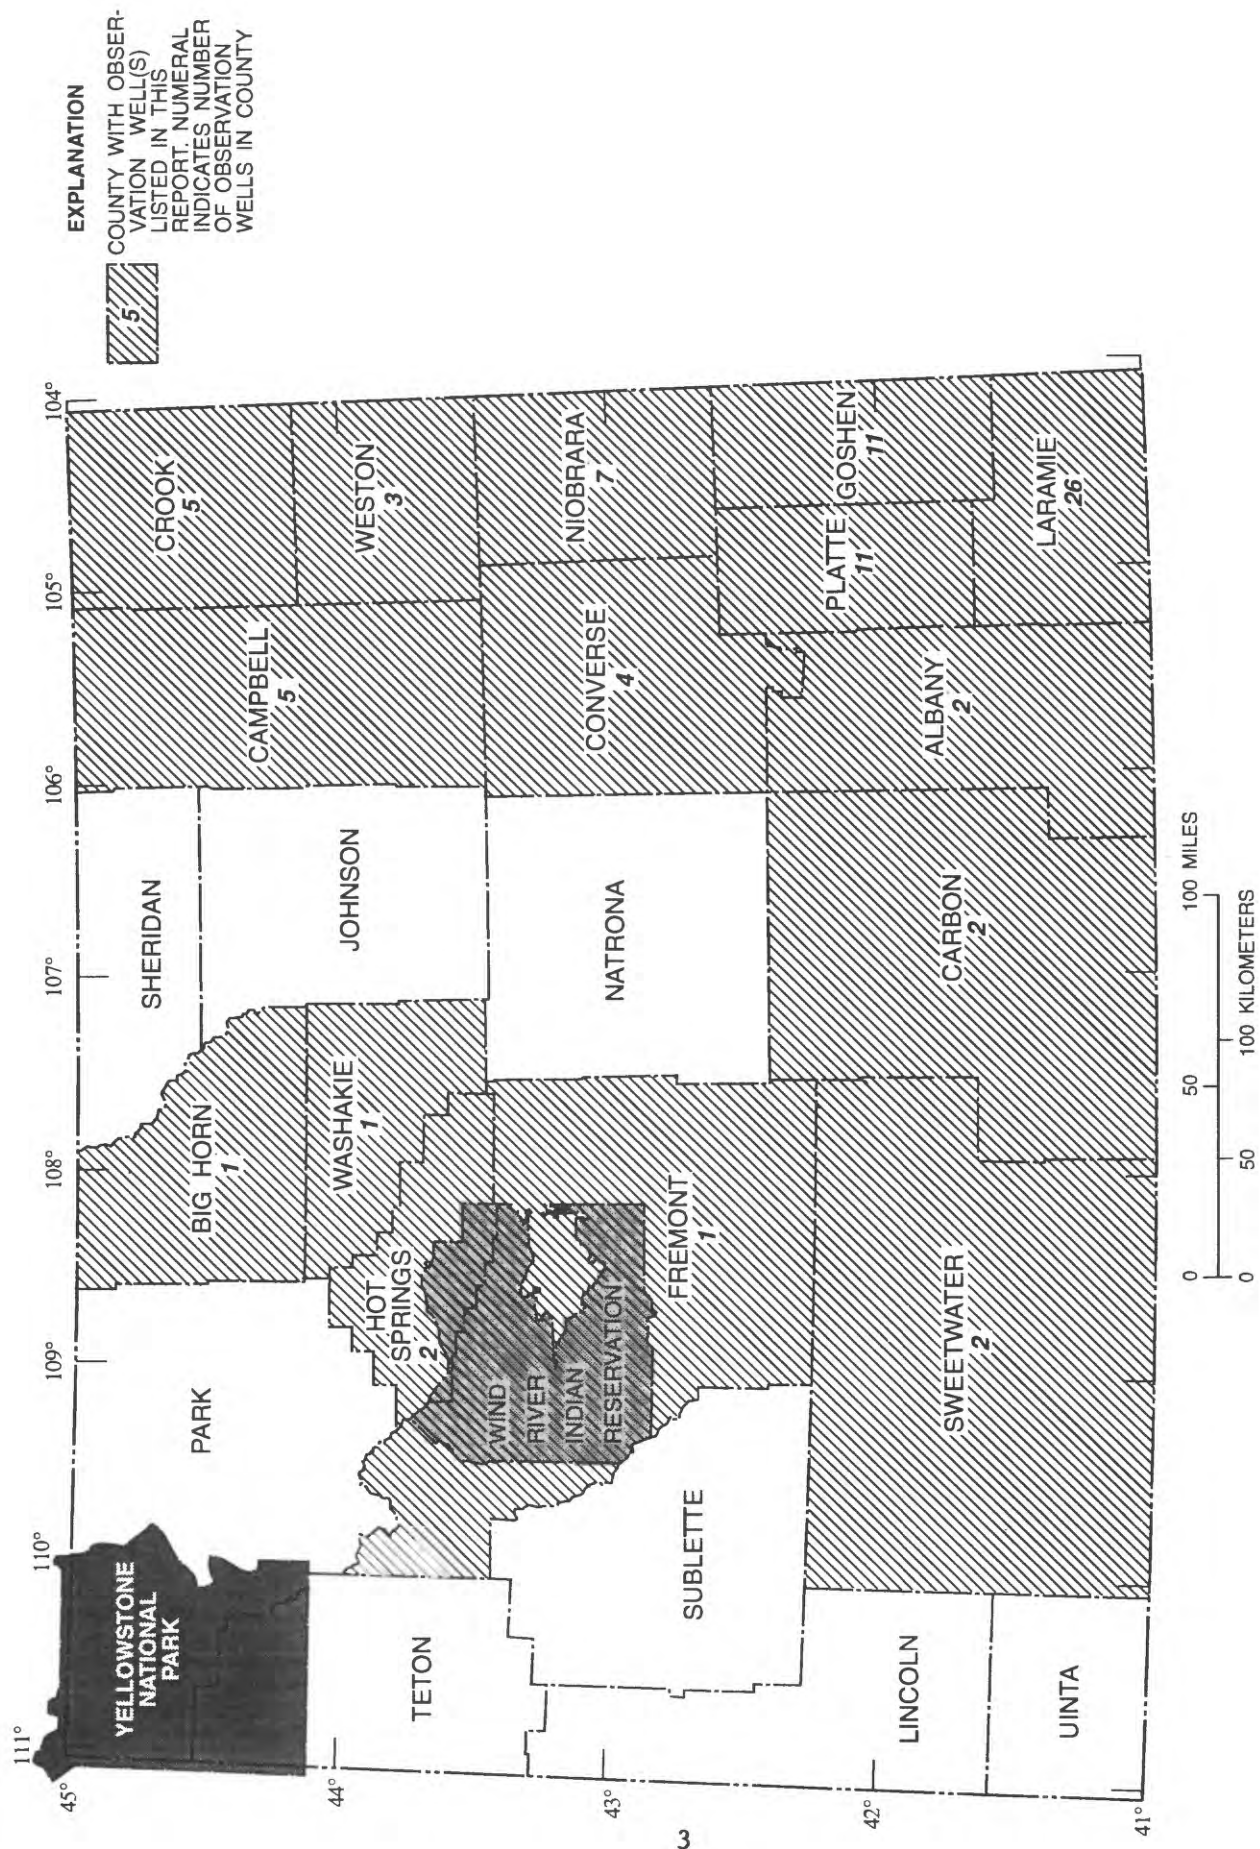 EXPLANATION
5
COUNTY WITH OBSER-
VATION WELL(S)
LISTED IN THIS
REPORT. NUMERAL
INDICATES NUMBER
OF OBSERVATION
WELLS IN COUNTY
111°
110°
109°
108°
107°
106°
105°
104°
45°
44°
43°
42°
41°
YELLOWSTONE
NATIONAL
PARK
PARK
BIG HORN
1
SHERIDAN
CAMPBELL
5
CROOK
5
TETON
HOT
SPRINGS
2
WASHAKIE
1
JOHNSON
WESTON
3
WIND
RIVER
INDIAN
RESERVATION
SUBLETTE
FREMONT
1
NATRONA
CONVERSE
4
NIOBRARA
7
LINCOLN
UINTA
SWEETWATER
2
CARBON
2
ALBANY
2
PLATTE
11
GOSHEN
11
LARAMIE
26
0 50 100 MILES
0 50 100 KILOMETERS
3